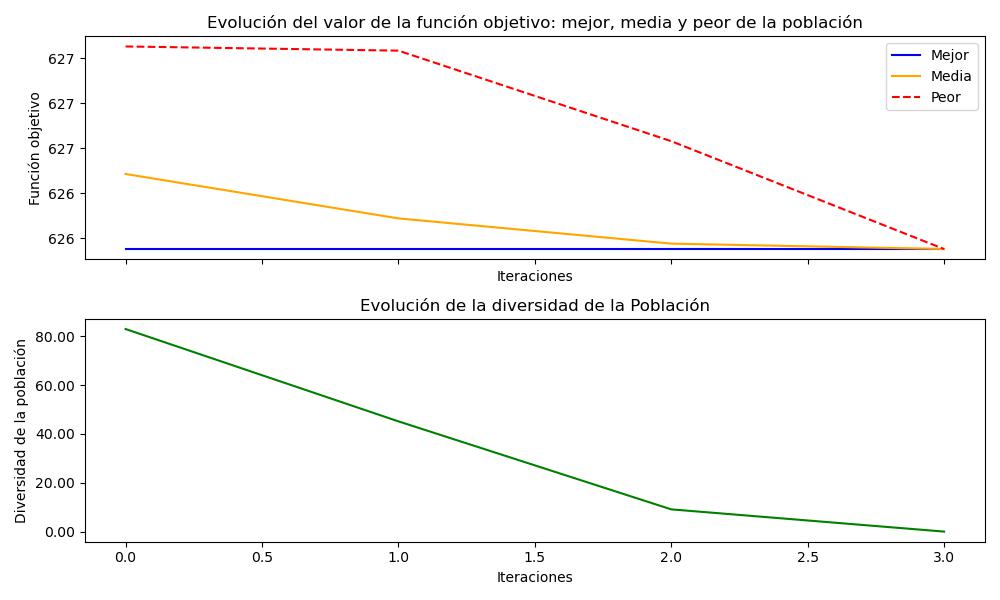 Evolución del valor de la función objetivo: mejor, media y peor de la población
Función objetivo
627
627
627
626
626
Mejor
Media
Peor
Iteraciones
Evolución de la diversidad de la Población
Diversidad de la población
80.00
60.00
40.00
20.00
0.00
0.0 0.5 1.0 1.5 2.0 2.5 3.0
Iteraciones